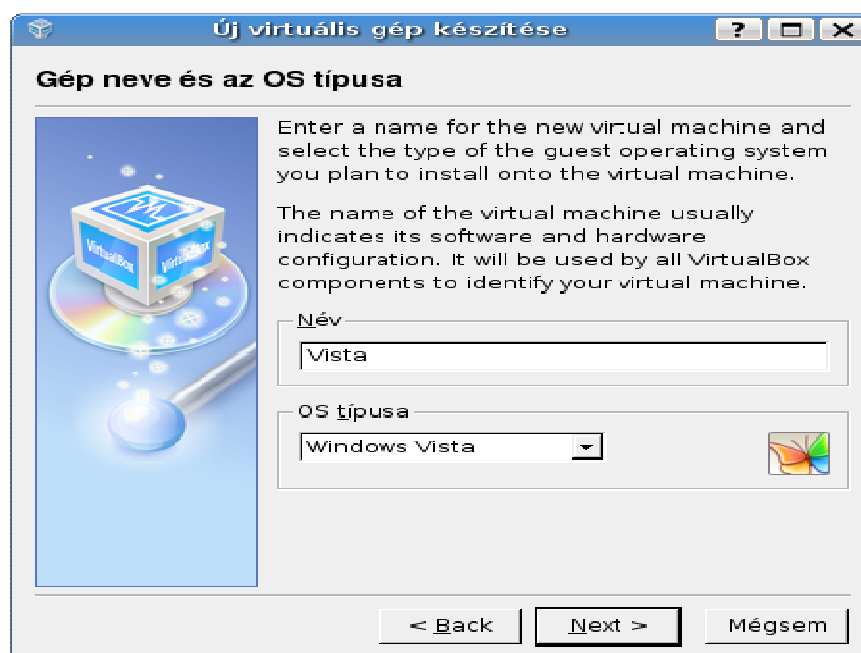 Új virtuális gép készítése
Gép neve és az OS típusa
Enter a name for the new virtual machine and
select the type of the guest operating system
you plan to install onto the virtual machine.
The name of the virtual machine usually
indicates its software and hardware
configuration. It will be used by all VirtualBox
components to identify your virtual machine.
VirtualBox
VirtualBox
Név
Vista
OS típusa
Windows Vista
< Back
Next >
Mégsem